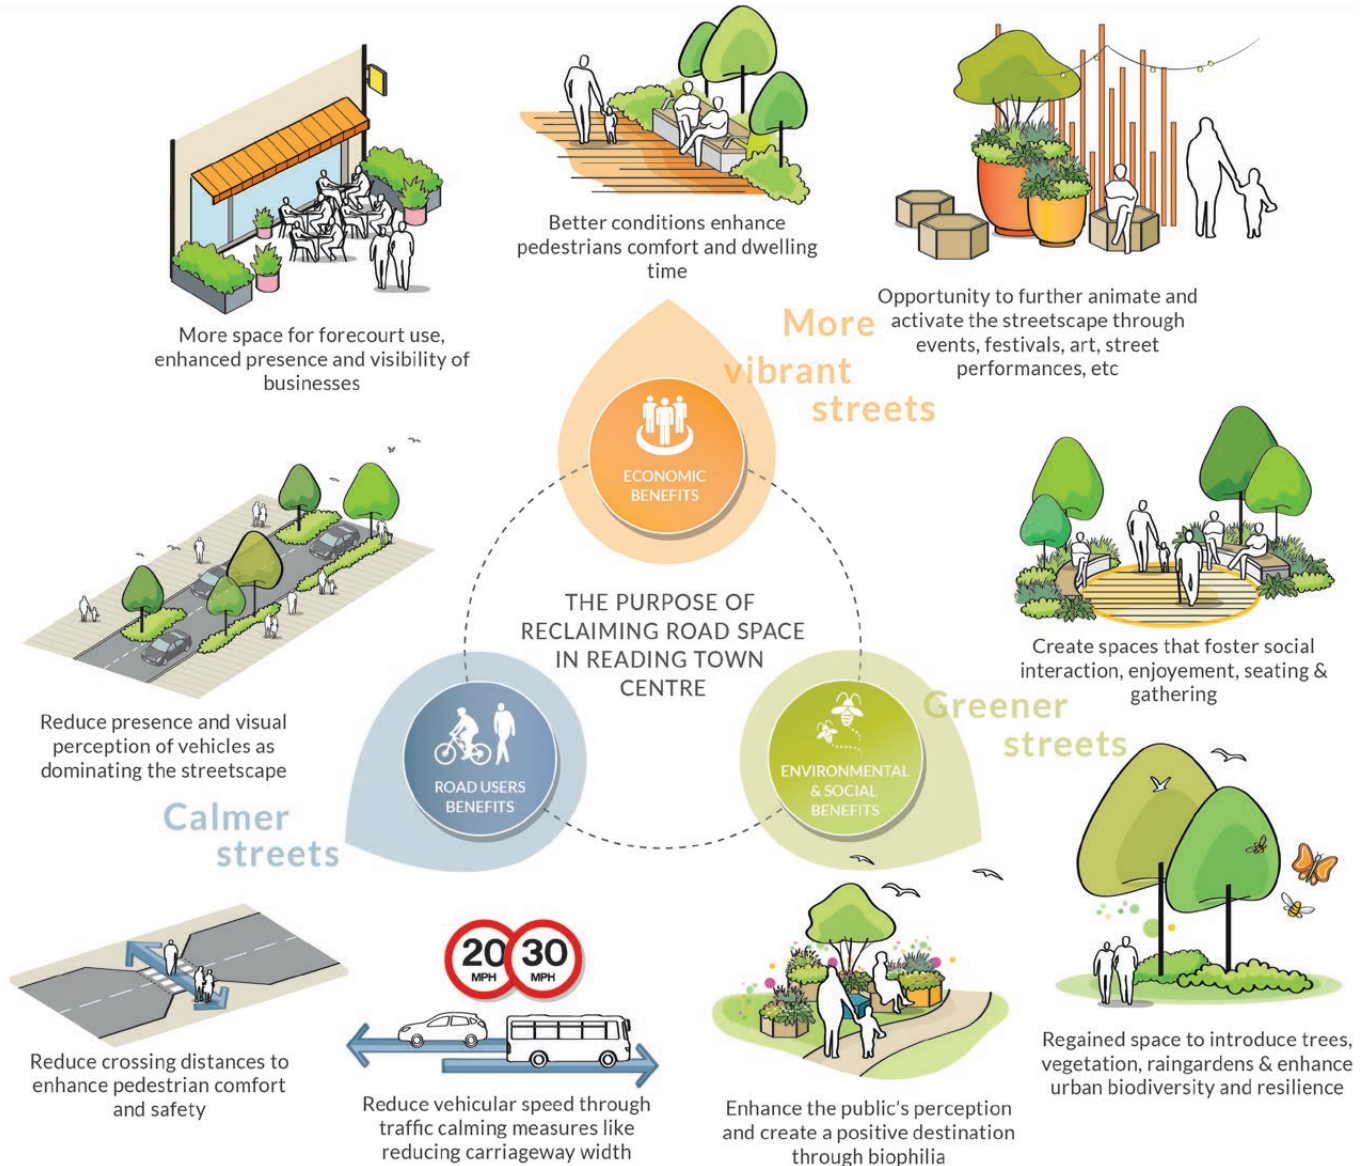 Better conditions enhance
pedestrians comfort and dwelling
time
More space for forecourt use,
enhanced presence and visibility of
businesses
Opportunity to further animate and
activate the streetscape through
events, festivals, art, street
performances, etc
More
vibrant
streets
ECONOMIC
BENEFITS
THE PURPOSE OF
RECLAIMING ROAD SPACE
IN READING TOWN
CENTRE
Create spaces that foster social
interaction, enjoyement, seating &
gathering
Reduce presence and visual
perception of vehicles as
dominating the streetscape
ROAD USERS
BENEFITS
Calmer
streets
ENVIRONMENTAL
& SOCIAL
BENEFITS
Greener
streets
20
MPH
30
MPH
Reduce crossing distances to
enhance pedestrian comfort
and safety
Reduce vehicular speed through
traffic calming measures like
reducing carriageway width
Enhance the public's perception
and create a positive destination
through biophilia
Regained space to introduce trees,
vegetation, raingardens & enhance
urban biodiversity and resilience